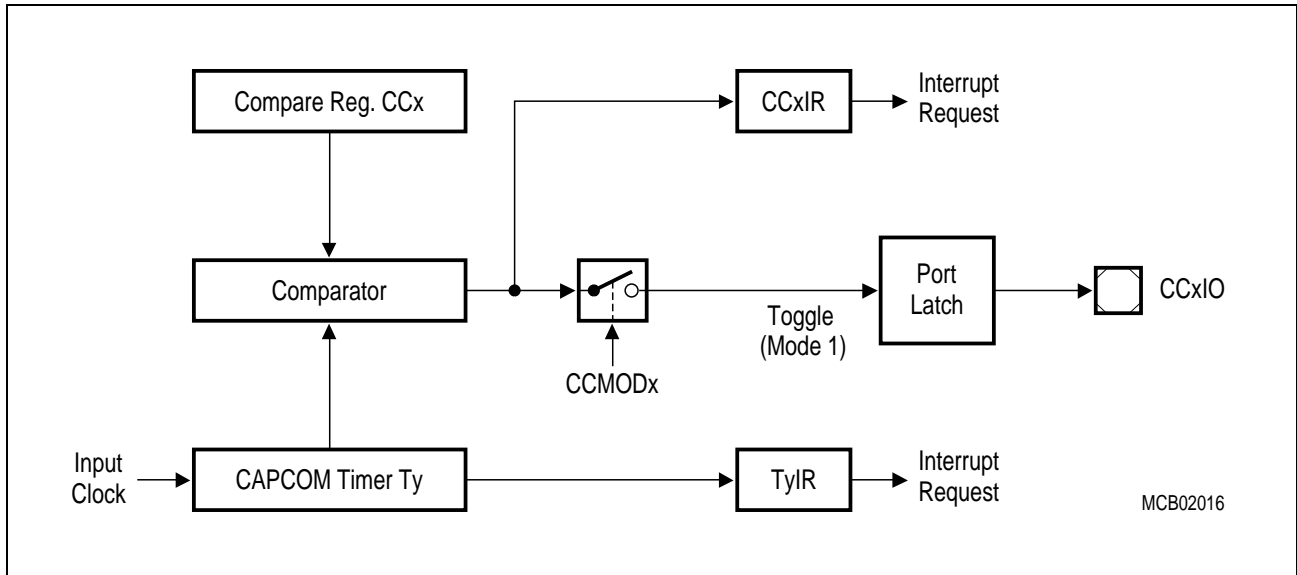 Compare Reg. CCx
CCxIR
Interrupt
Request
Comparator
Port
Latch
CCxIO
Toggle
(Mode 1)
CCMODx
Input
Clock
CAPCOM Timer Ty
TyIR
Interrupt
Request
MCB02016